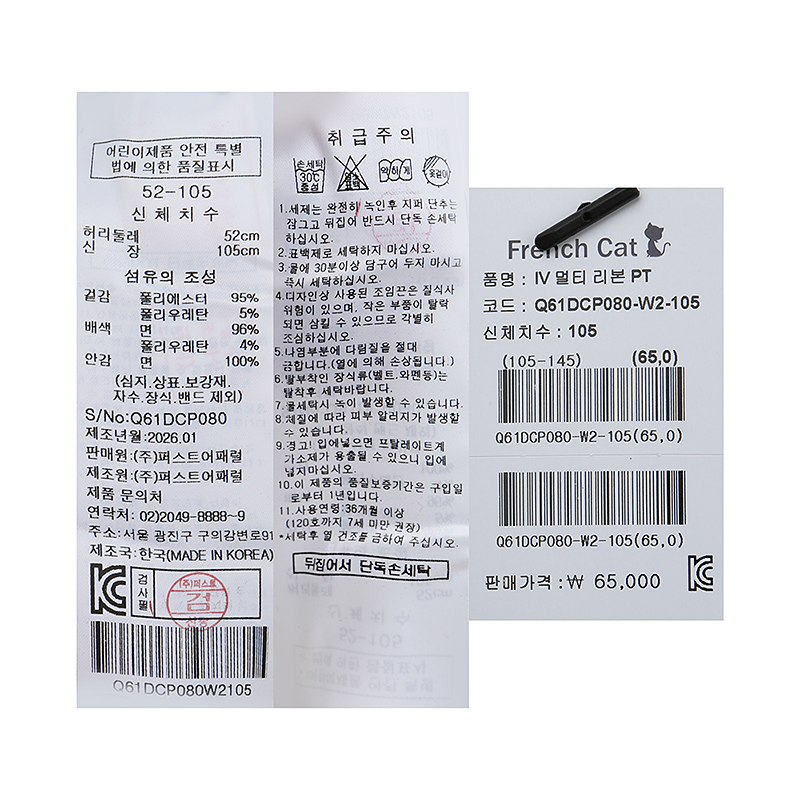 어린이제품 안전 특별
법에 의한 품질표시
52-105
신체치수
허리둘레 52cm
신 장 105cm
섬유의 조성
겉감 폴리에스터 95%
폴리우레탄 5%
배색 면 96%
폴리우레탄 4%
안감 면 100%
(심지.상표.보강재.
자수.장식.밴드 제외)
S/No:Q61DCP080
제조년월:2026.01
판매원:(주)퍼스트어패럴
제조원:(주)퍼스트어패럴
제품 문의처
연락처: 02)2049-8888~9
주소:서울 광진구 구의강변로91
제조국:한국(MADE IN KOREA)
검사필
(주)퍼스트
검
Q61DCP080W2105
취급주의
손세탁
30℃
중성
염소
표백
약하게
옷걸이
1.세제는 완전히 녹인후 지퍼 단추는
잠그고 뒤집어 반드시 단독 손세탁
하십시오.
2.표백제로 세탁하지 마십시오.
3.물에 30분이상 담구어 두지 마시고
즉시 세탁하십시오.
4.디자인상 사용된 조임끈은 질식사
위험이 있으며, 작은 부품이 탈락
되면 삼킬 수 있으므로 각별히
조심하십시오.
5.나염부분에 다림질을 절대
금합니다.(열에 의해 손상됩니다.)
6.탈부착인 장식류(벨트.와펜등)는
탈착후 세탁바랍니다.
7.물세탁시 녹이 발생할 수 있습니다.
8.체질에 따라 피부 알러지가 발생할
수 있습니다.
9.경고! 입에넣으면 프탈레이트계
가소제가 용출될 수 있으니 입에
넣지마십시오.
10.이 제품의 품질보증기간은 구입일
로부터 1년입니다.
11.사용연령:36개월 이상
(120호까지 7세 미만 권장)
*세탁후 열 건조를 금하여 주십시오.
뒤집어서 단독손세탁
French Cat
품명 : IV 멀티 리본 PT
코드 : Q61DCP080-W2-105
신체치수 : 105
(105-145) (65,0)
Q61DCP080-W2-105(65,0)
Q61DCP080-W2-105(65,0)
판매가격 : ₩ 65,000